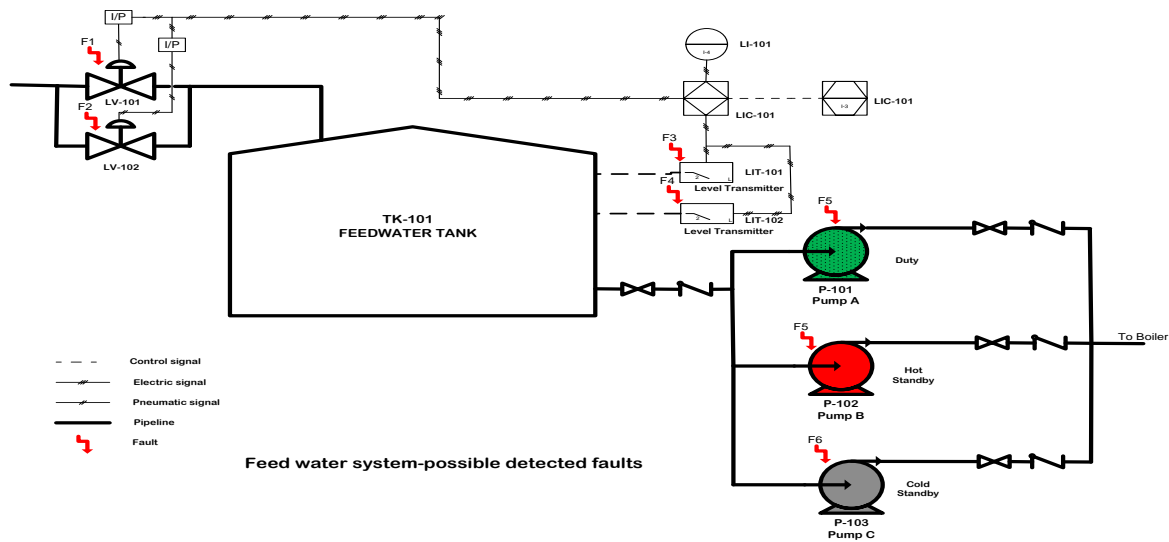 I/P
I/P
F1
LV-101
F2
LV-102
LI-101
I-4
LIC-101
I-3
LIC-101
F3
LIT-101
2
L
Level Transmitter
F4
LIT-102
2
L
Level Transmitter
TK-101
FEEDWATER TANK
F5
Duty
P-101
Pump A
F5
Hot
Standby
P-102
Pump B
To Boiler
F6
Cold
Standby
P-103
Pump C
Control signal
Electric signal
Pneumatic signal
Pipeline
Fault
Feed water system-possible detected faults